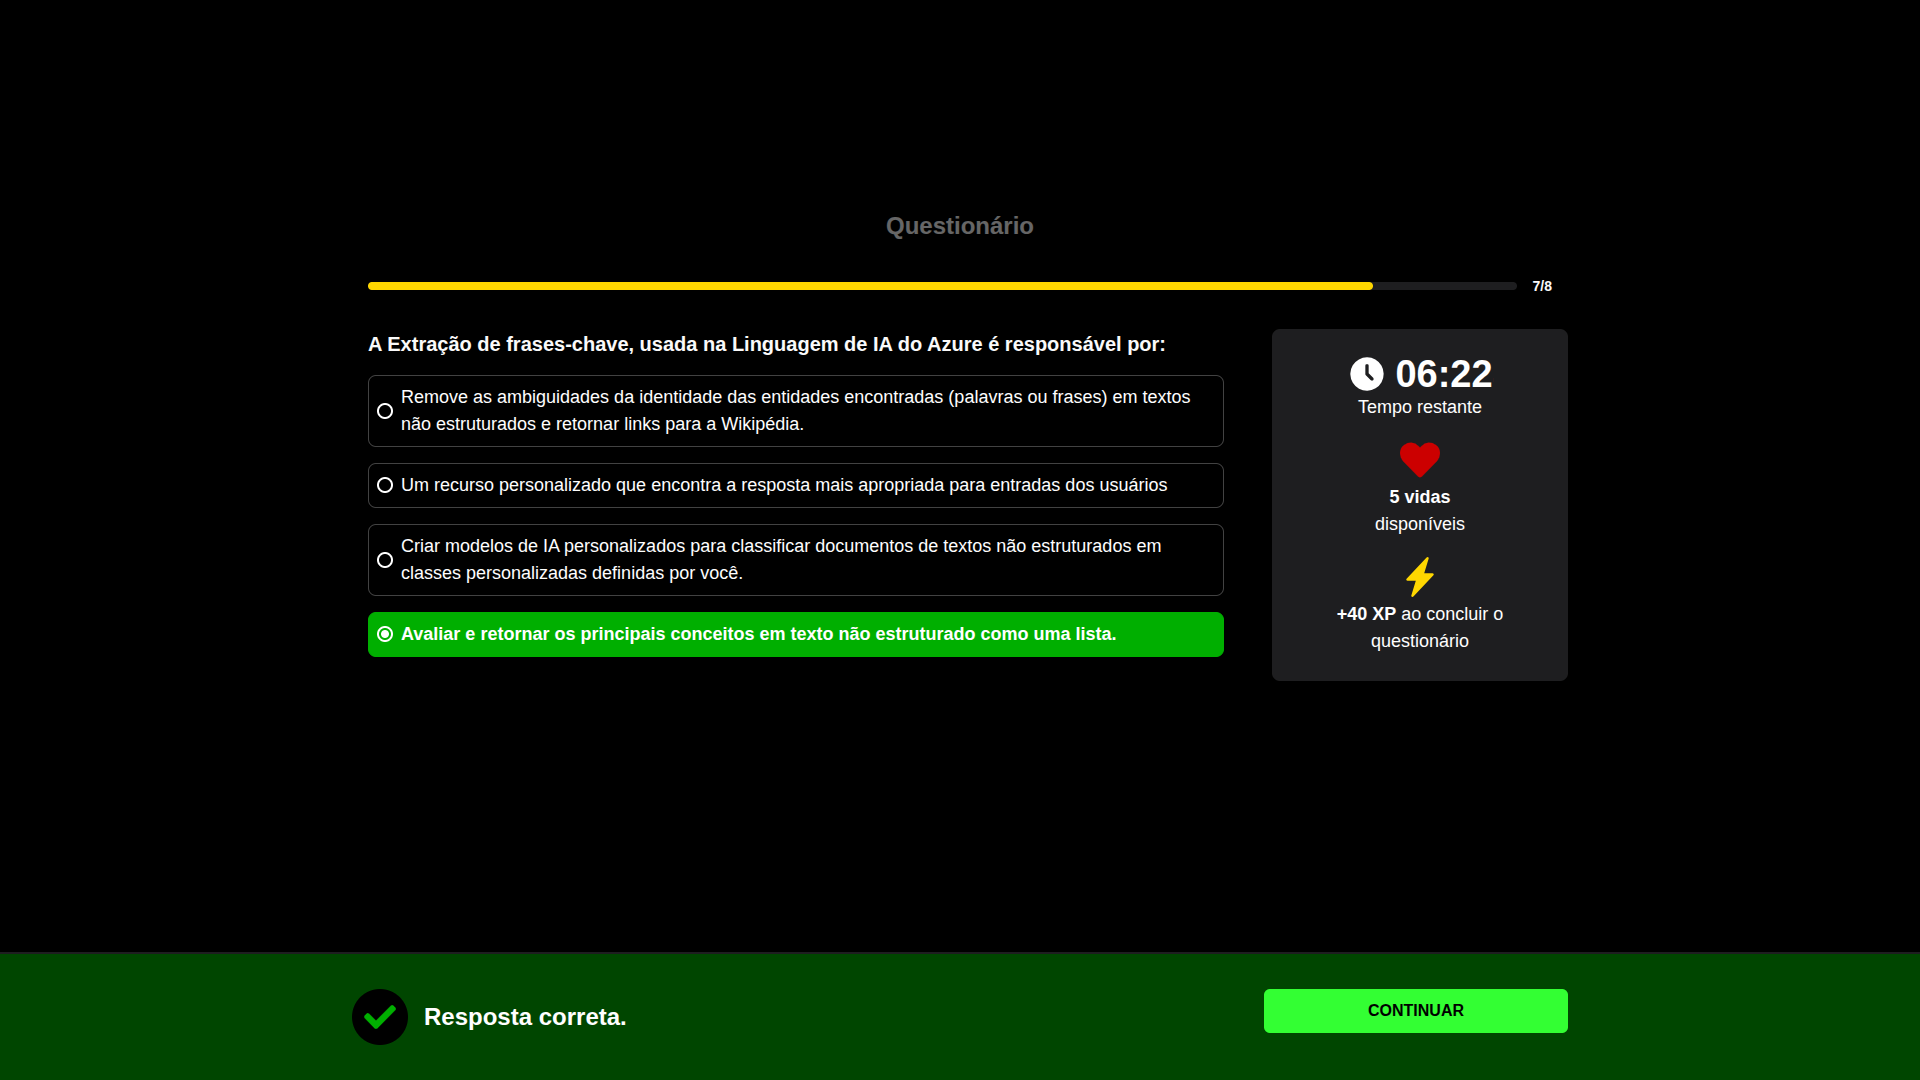 Questionário
7/8
A Extração de frases-chave, usada na Linguagem de IA do Azure é responsável por:
Remove as ambiguidades da identidade das entidades encontradas (palavras ou frases) em textos
não estruturados e retornar links para a Wikipédia.
Um recurso personalizado que encontra a resposta mais apropriada para entradas dos usuários
Criar modelos de IA personalizados para classificar documentos de textos não estruturados em
classes personalizadas definidas por você.
Avaliar e retornar os principais conceitos em texto não estruturado como uma lista.
06:22
Tempo restante
5 vidas
disponíveis
+40 XP ao concluir o
questionário
Resposta correta.
CONTINUAR